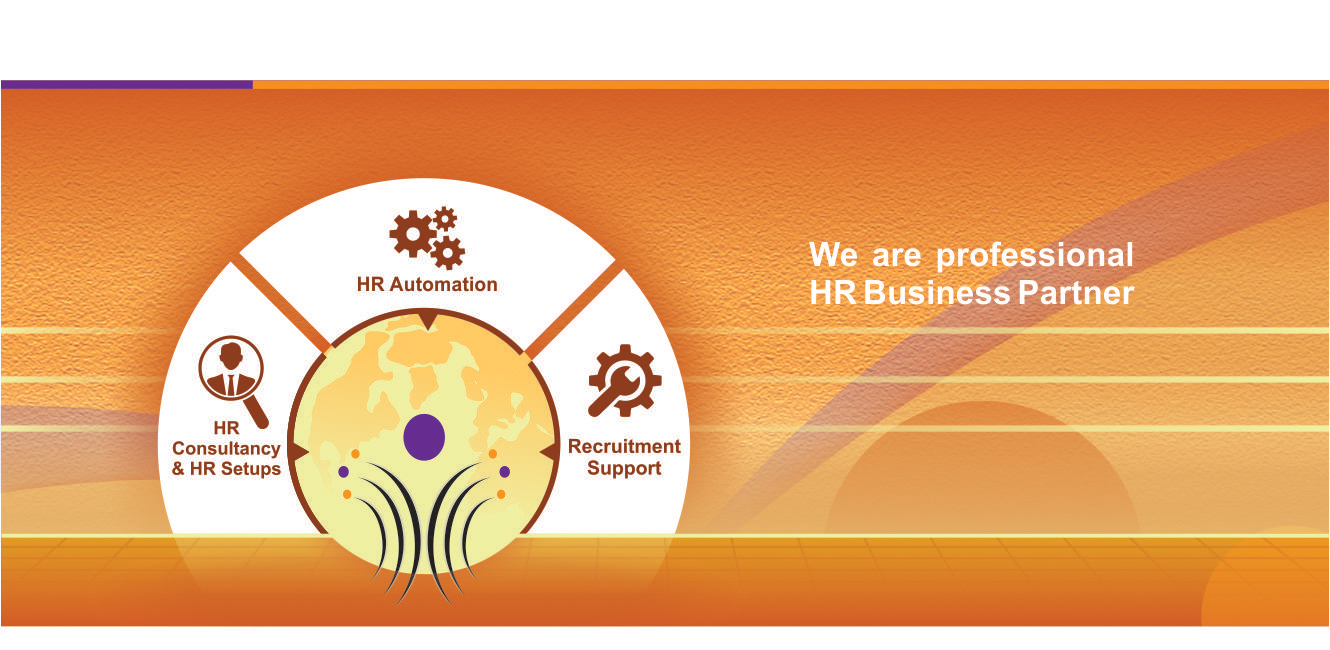 HR Automation
HR
Consultancy
& HR Setups
Recruitment
Support
We are professional
HR Business Partner